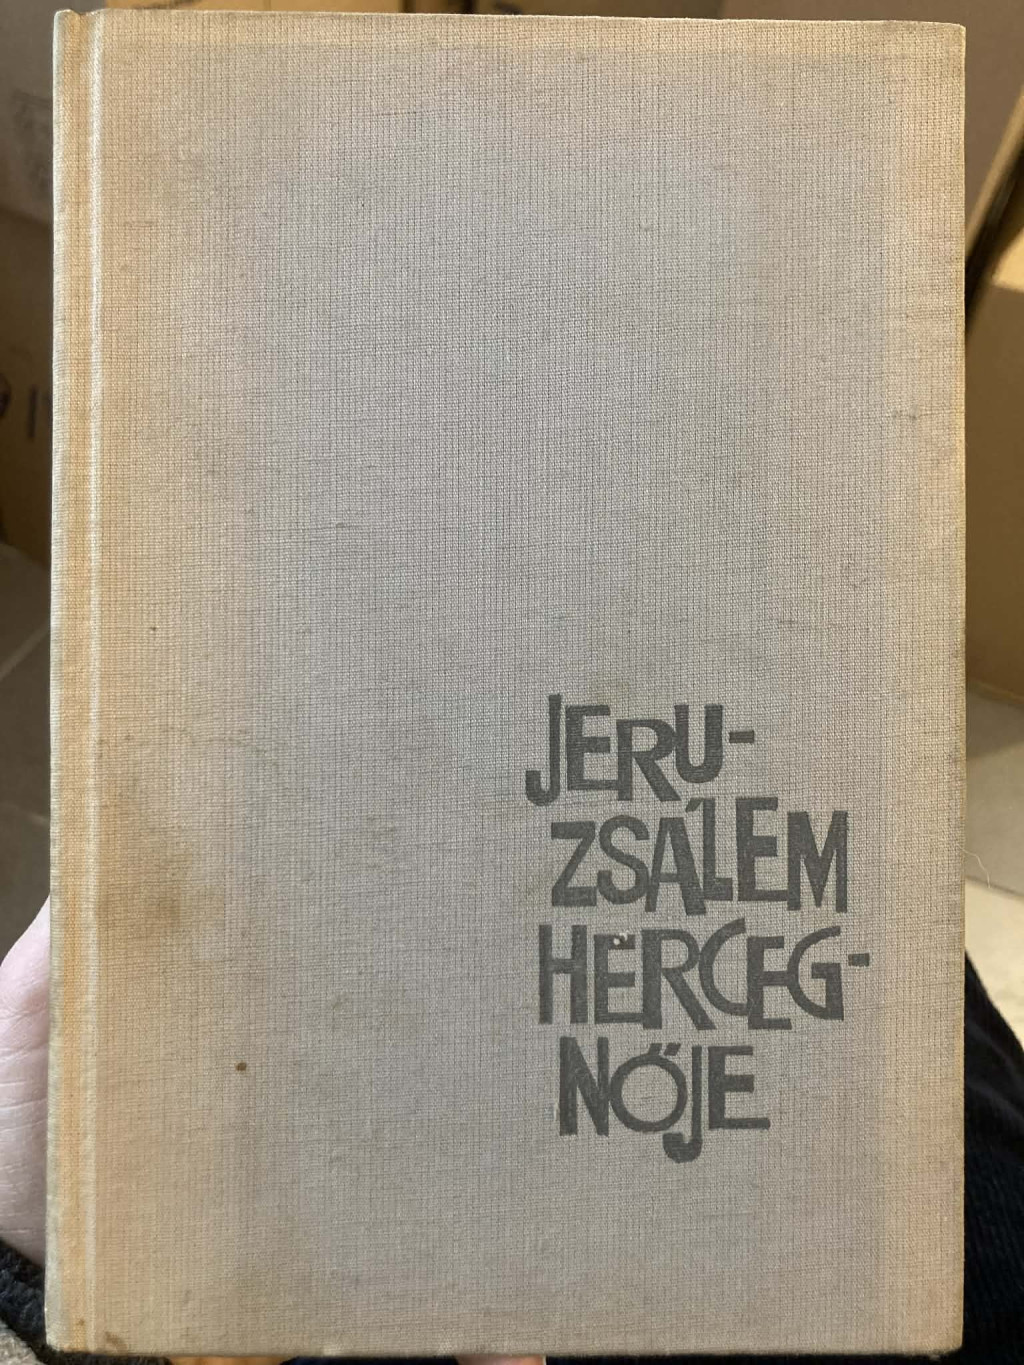 JERU-
ZSÁLEM
HERCEG-
NŐJE